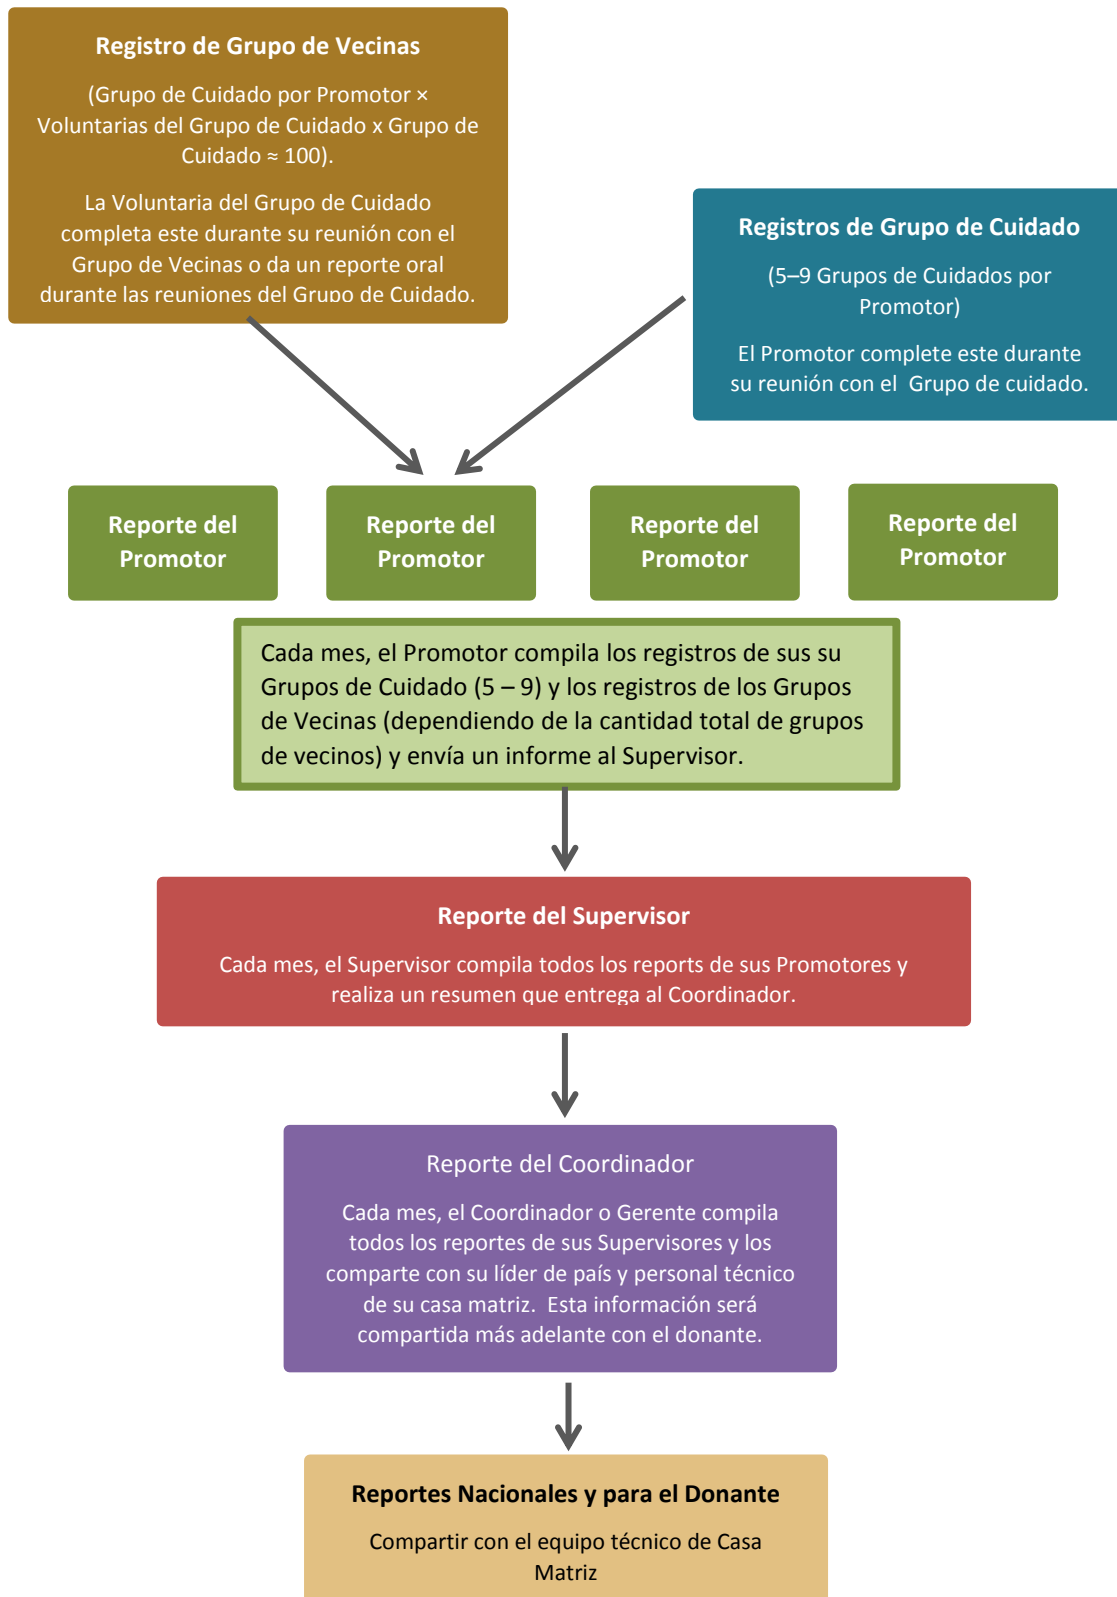 Registro de Grupo de Vecinas
(Grupo de Cuidado por Promotor ×
Voluntarias del Grupo de Cuidado x Grupo de
Cuidado ≈ 100).
La Voluntaria del Grupo de Cuidado
completa este durante su reunión con el
Grupo de Vecinas o da un reporte oral
durante las reuniones del Grupo de Cuidado.
Registros de Grupo de Cuidado
(5–9 Grupos de Cuidados por
Promotor)
El Promotor complete este durante
su reunión con el  Grupo de cuidado.
Reporte del
Promotor
Reporte del
Promotor
Reporte del
Promotor
Reporte del
Promotor
Cada mes, el Promotor compila los registros de sus su
Grupos de Cuidado (5 – 9) y los registros de los Grupos
de Vecinas (dependiendo de la cantidad total de grupos
de vecinos) y envía un informe al Supervisor.
Reporte del Supervisor
Cada mes, el Supervisor compila todos los reports de sus Promotores y
realiza un resumen que entrega al Coordinador.
Reporte del Coordinador
Cada mes, el Coordinador o Gerente compila
todos los reportes de sus Supervisores y los
comparte con su líder de país y personal técnico
de su casa matriz.  Esta información será
compartida más adelante con el donante.
Reportes Nacionales y para el Donante
Compartir con el equipo técnico de Casa
Matriz